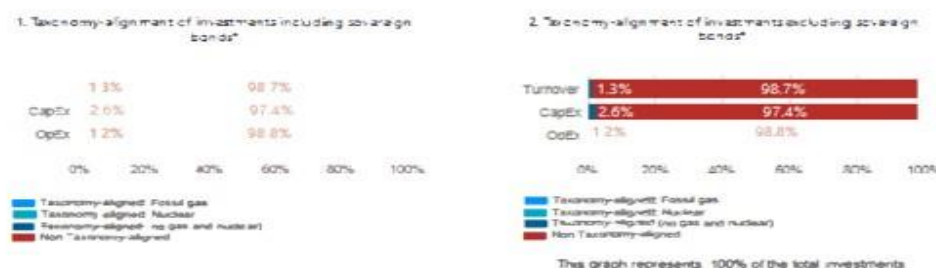 1. Taxonomy-alignment of investments including sovereign
bonds*
1.3% 98.7%
CapEx 2.6% 97.4%
OpEx 1.2% 98.8%
0% 20% 40% 60% 80% 100%
Taxonomy-aligned: Fossil gas
Taxonomy-aligned: Nuclear
Taxonomy-aligned: no gas and nuclear)
Non Taxonomy-aligned
2. Taxonomy-alignment of investments excluding sovereign
bonds*
Turnover 1.3% 98.7%
CapEx 2.6% 97.4%
OpEx 1.2% 98.8%
0% 20% 40% 60% 80% 100%
Taxonomy-aligned: Fossil gas
Taxonomy-aligned: Nuclear
Taxonomy-aligned (no gas and nuclear)
Non Taxonomy-aligned
This graph represents 100% of the total investments